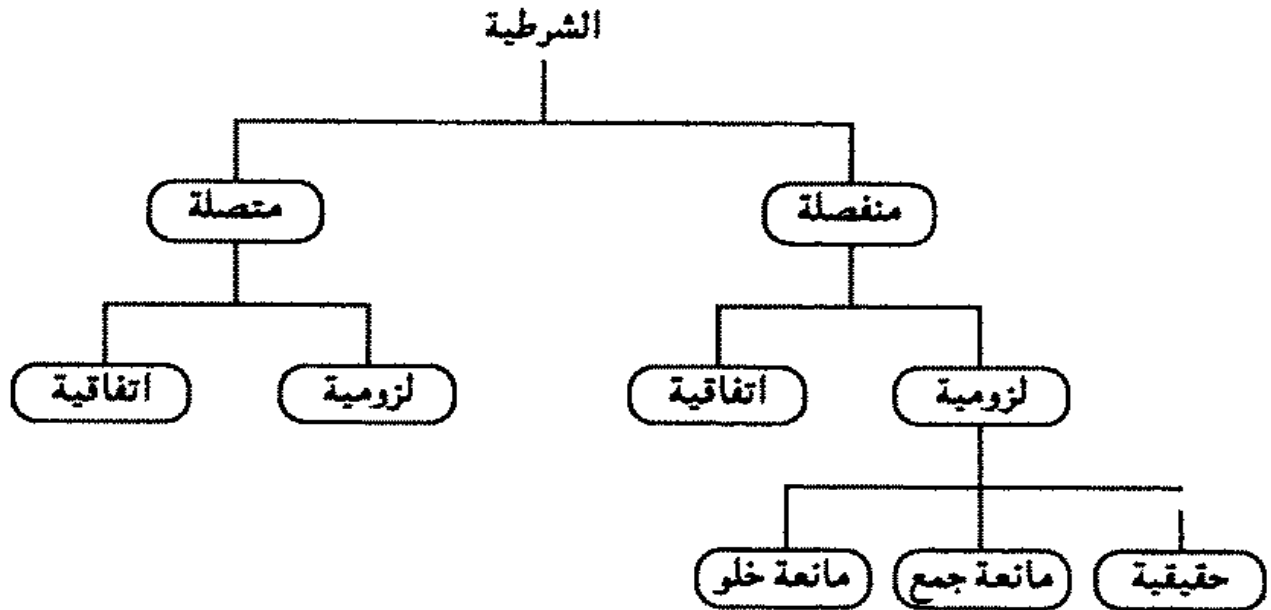 الشرطية
منفصلة
متصلة
لزومية
اتفاقية
لزومية
اتفاقية
حقيقية
مانعة جمع
مانعة خلو